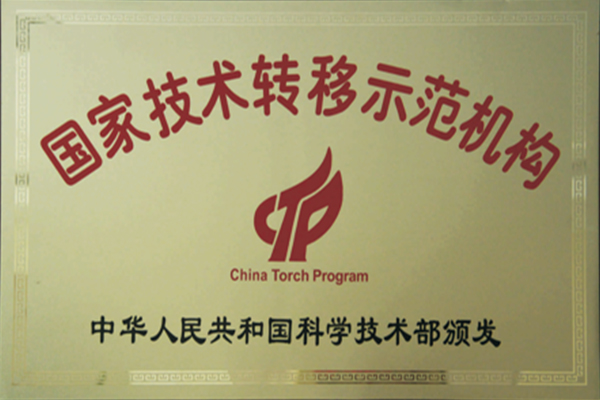 国家技术转移示范机构
CTP
China Torch Program
中华人民共和国科学技术部颁发